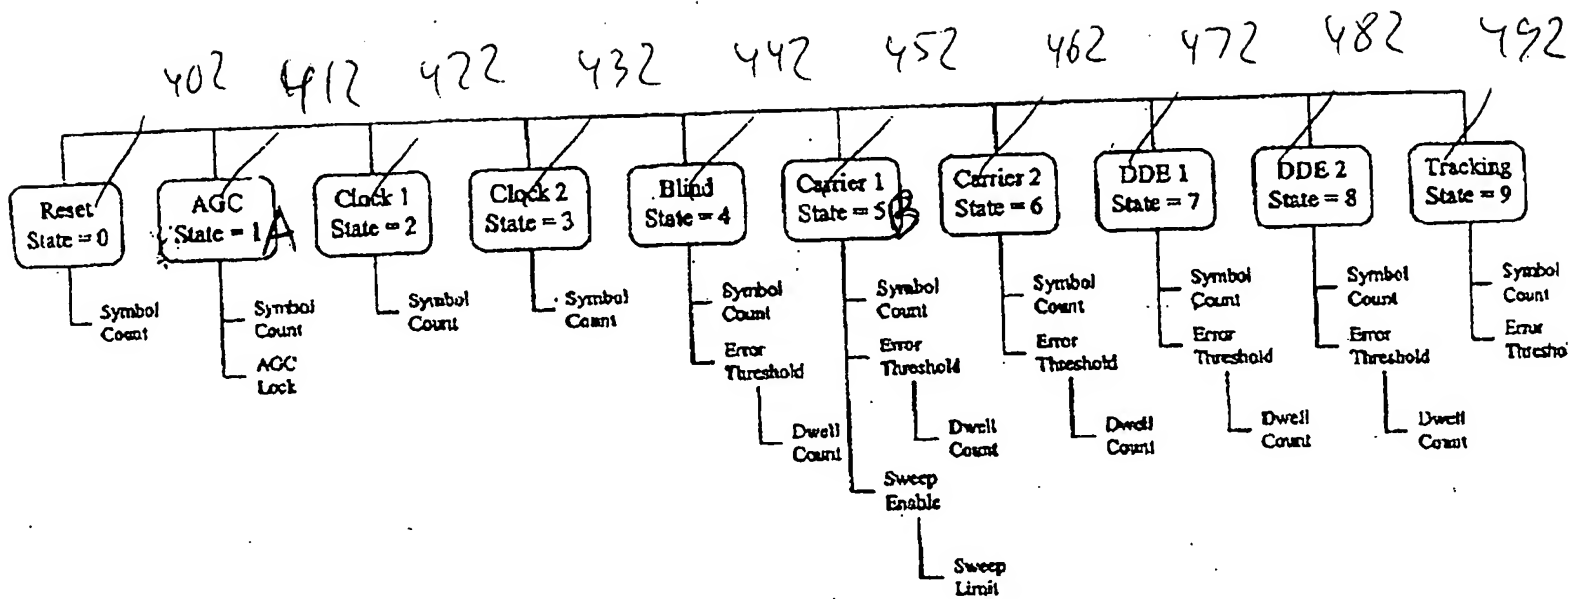 402 412 422 432 442 452 462 472 482 492
Reset
State = 0
Symbol
Count
AGC
State = 1 A
Symbol
Count
AGC
Lock
Clock 1
State = 2
Symbol
Count
Clock 2
State = 3
Symbol
Count
Blind
State = 4
Symbol
Count
Error
Threshold
Dwell
Count
Carrier 1
State = 5 B
Symbol
Count
Error
Threshold
Dwell
Count
Sweep
Enable
Sweep
Limit
Carrier 2
State = 6
Symbol
Count
Error
Threshold
Dwell
Count
DDE 1
State = 7
Symbol
Count
Error
Threshold
Dwell
Count
DDE 2
State = 8
Symbol
Count
Error
Threshold
Dwell
Count
Tracking
State = 9
Symbol
Count
Error
Thresho